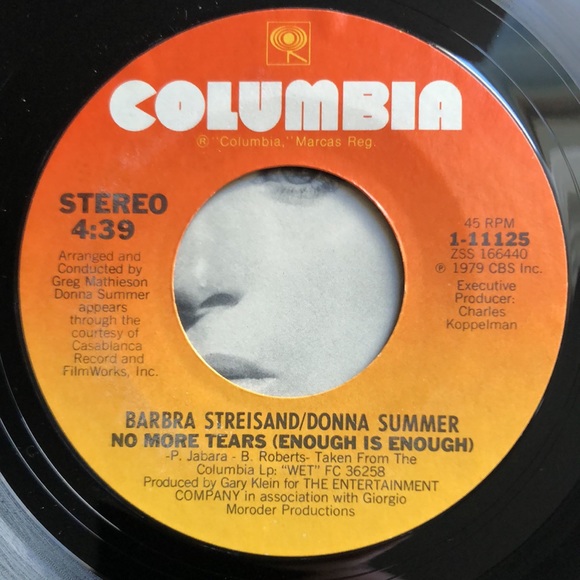 COLUMBIA
® "Columbia," Marcas Reg.
STEREO
4:39
Arranged and
Conducted by
Greg Mathieson
Donna Summer
appears
through the
courtesy of
Casablanca
Record and
FilmWorks, Inc.
45 RPM
1-11125
ZSS 166440
℗ 1979 CBS Inc.
Executive
Producer:
Charles
Koppelman
BARBRA STREISAND/DONNA SUMMER
NO MORE TEARS (ENOUGH IS ENOUGH)
-P. Jabara - B. Roberts- Taken From The
Columbia Lp: "WET" FC 36258
Produced by Gary Klein for THE ENTERTAINMENT
COMPANY in association with Giorgio
Moroder Productions